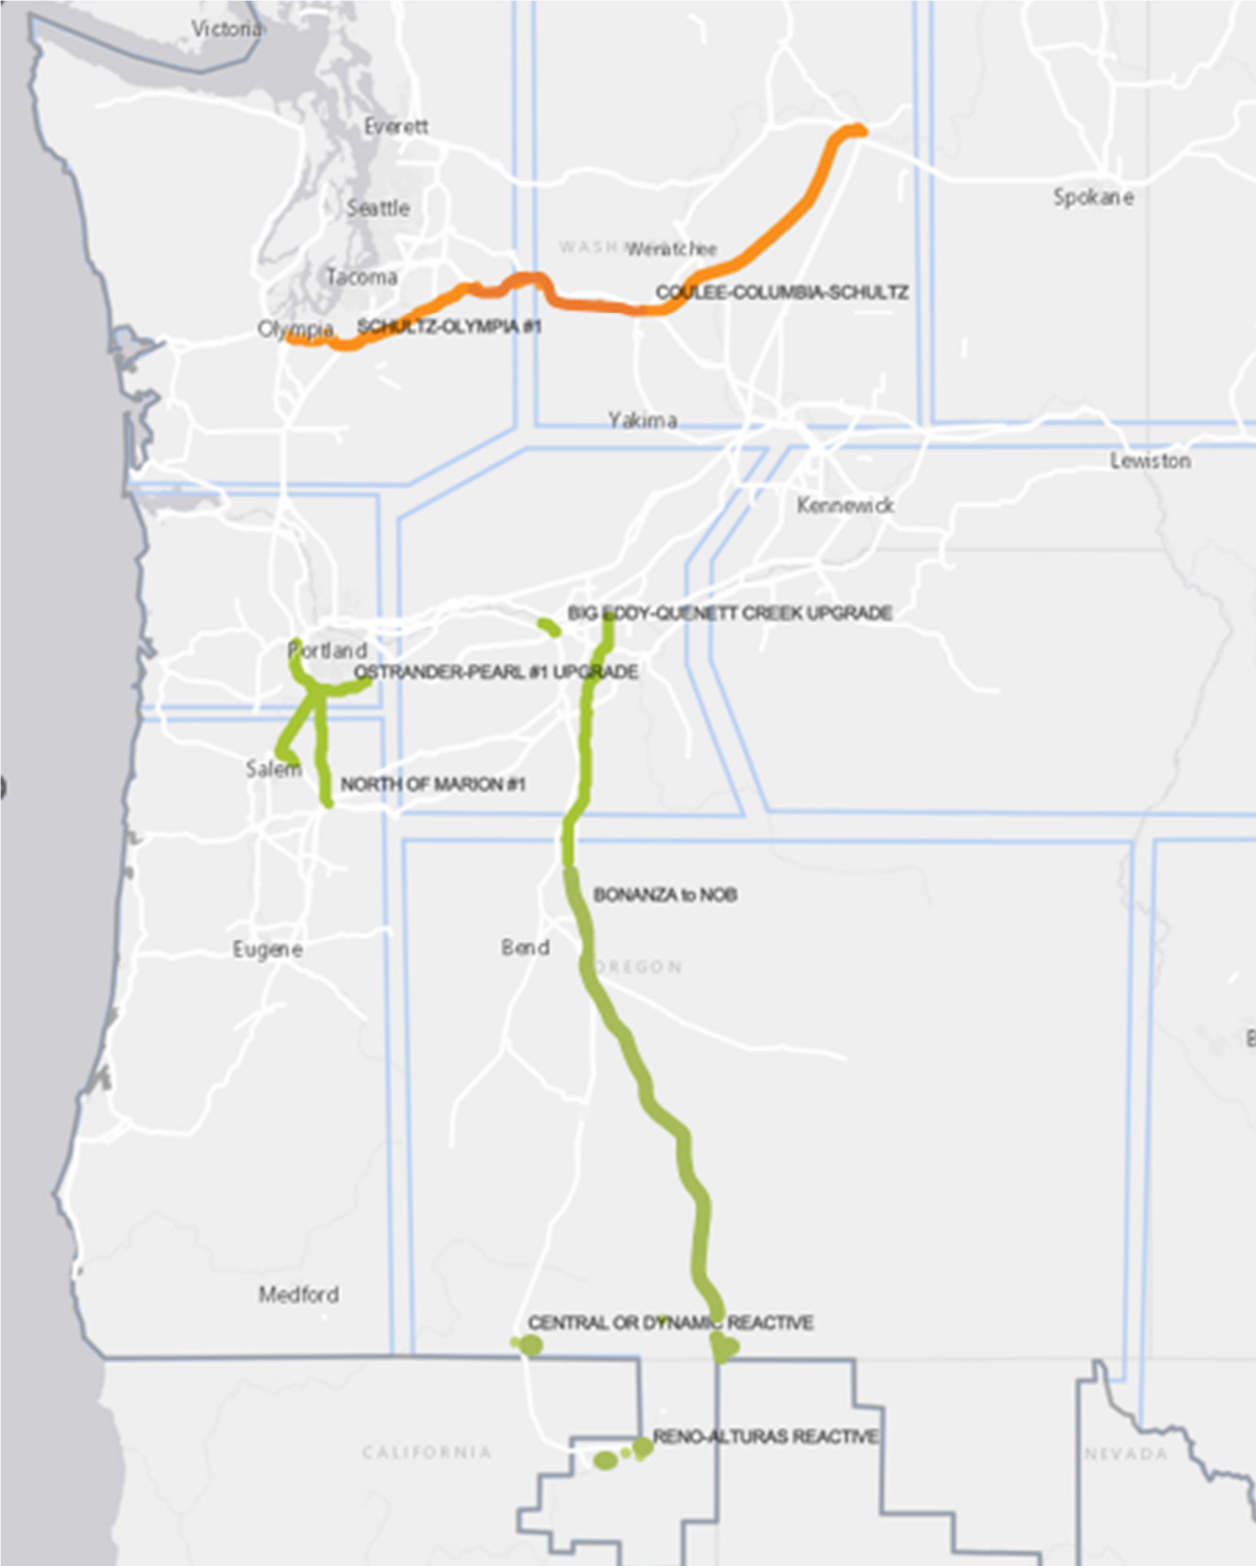 Victoria
Everett
Spokane
Seattle
WASH
Wenatchee
Tacoma
COULEE-COLUMBIA-SCHULTZ
Olympia
SCHULTZ-OLYMPIA #1
Yakima
Lewiston
Kennewick
BIG EDDY-QUENETT CREEK UPGRADE
Portland
OSTRANDER-PEARL #1 UPGRADE
Salem
NORTH OF MARION #1
BONANZA to NOB
Eugene
Bend
OREGON
B
Medford
CENTRAL OR DYNAMIC REACTIVE
RENO-ALTURAS REACTIVE
CALIFORNIA
NEVADA